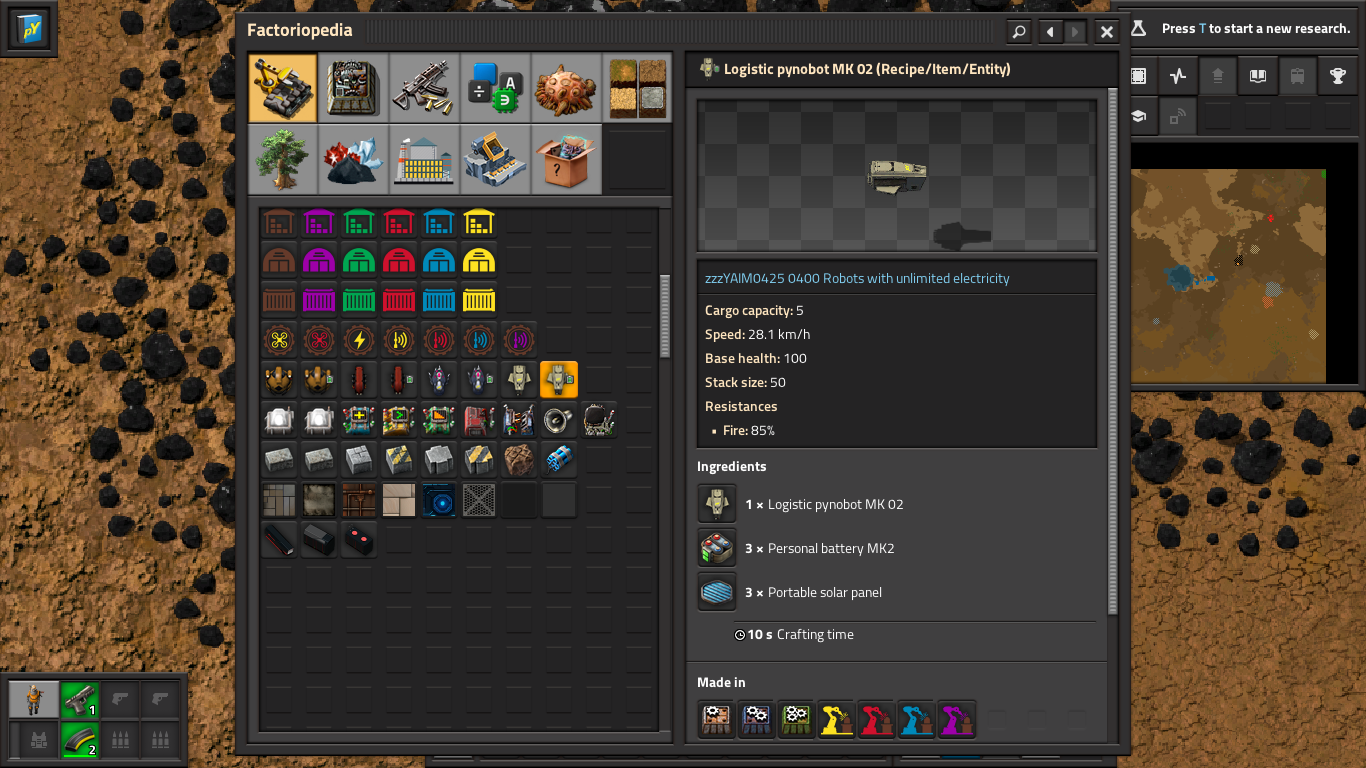 pY
Factoriopedia
Press T to start a new research.
Logistic pynobot MK 02 (Recipe/Item/Entity)
zzzYAIM0425 0400 Robots with unlimited electricity
Cargo capacity: 5
Speed: 28.1 km/h
Base health: 100
Stack size: 50
Resistances
• Fire: 85%
Ingredients
1 × Logistic pynobot MK 02
3 × Personal battery MK2
3 × Portable solar panel
10 s Crafting time
Made in
A
?
1
2